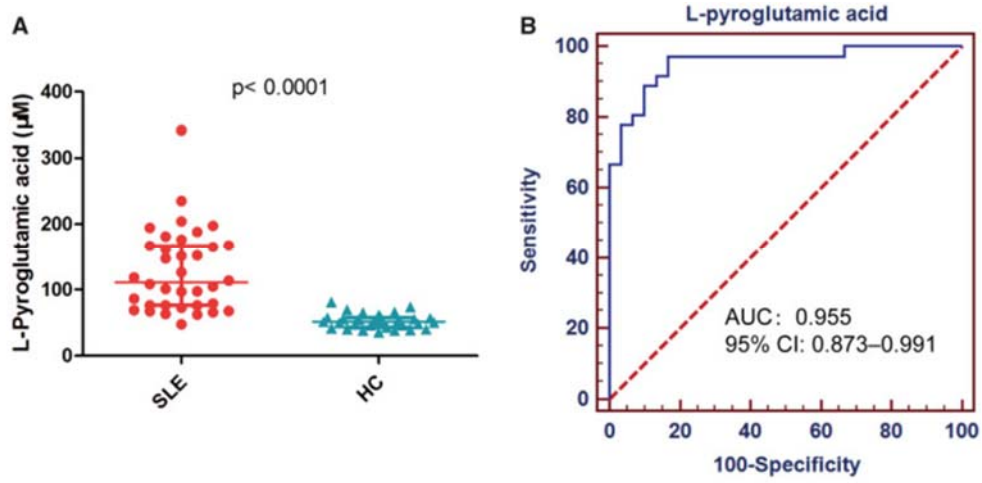 A
p< 0.0001
L-Pyroglutamic acid (µM)
400
300
200
100
0
SLE
HC
B
L-pyroglutamic acid
Sensitivity
100
80
60
40
20
0
AUC: 0.955
95% CI: 0.873–0.991
0 20 40 60 80 100
100-Specificity